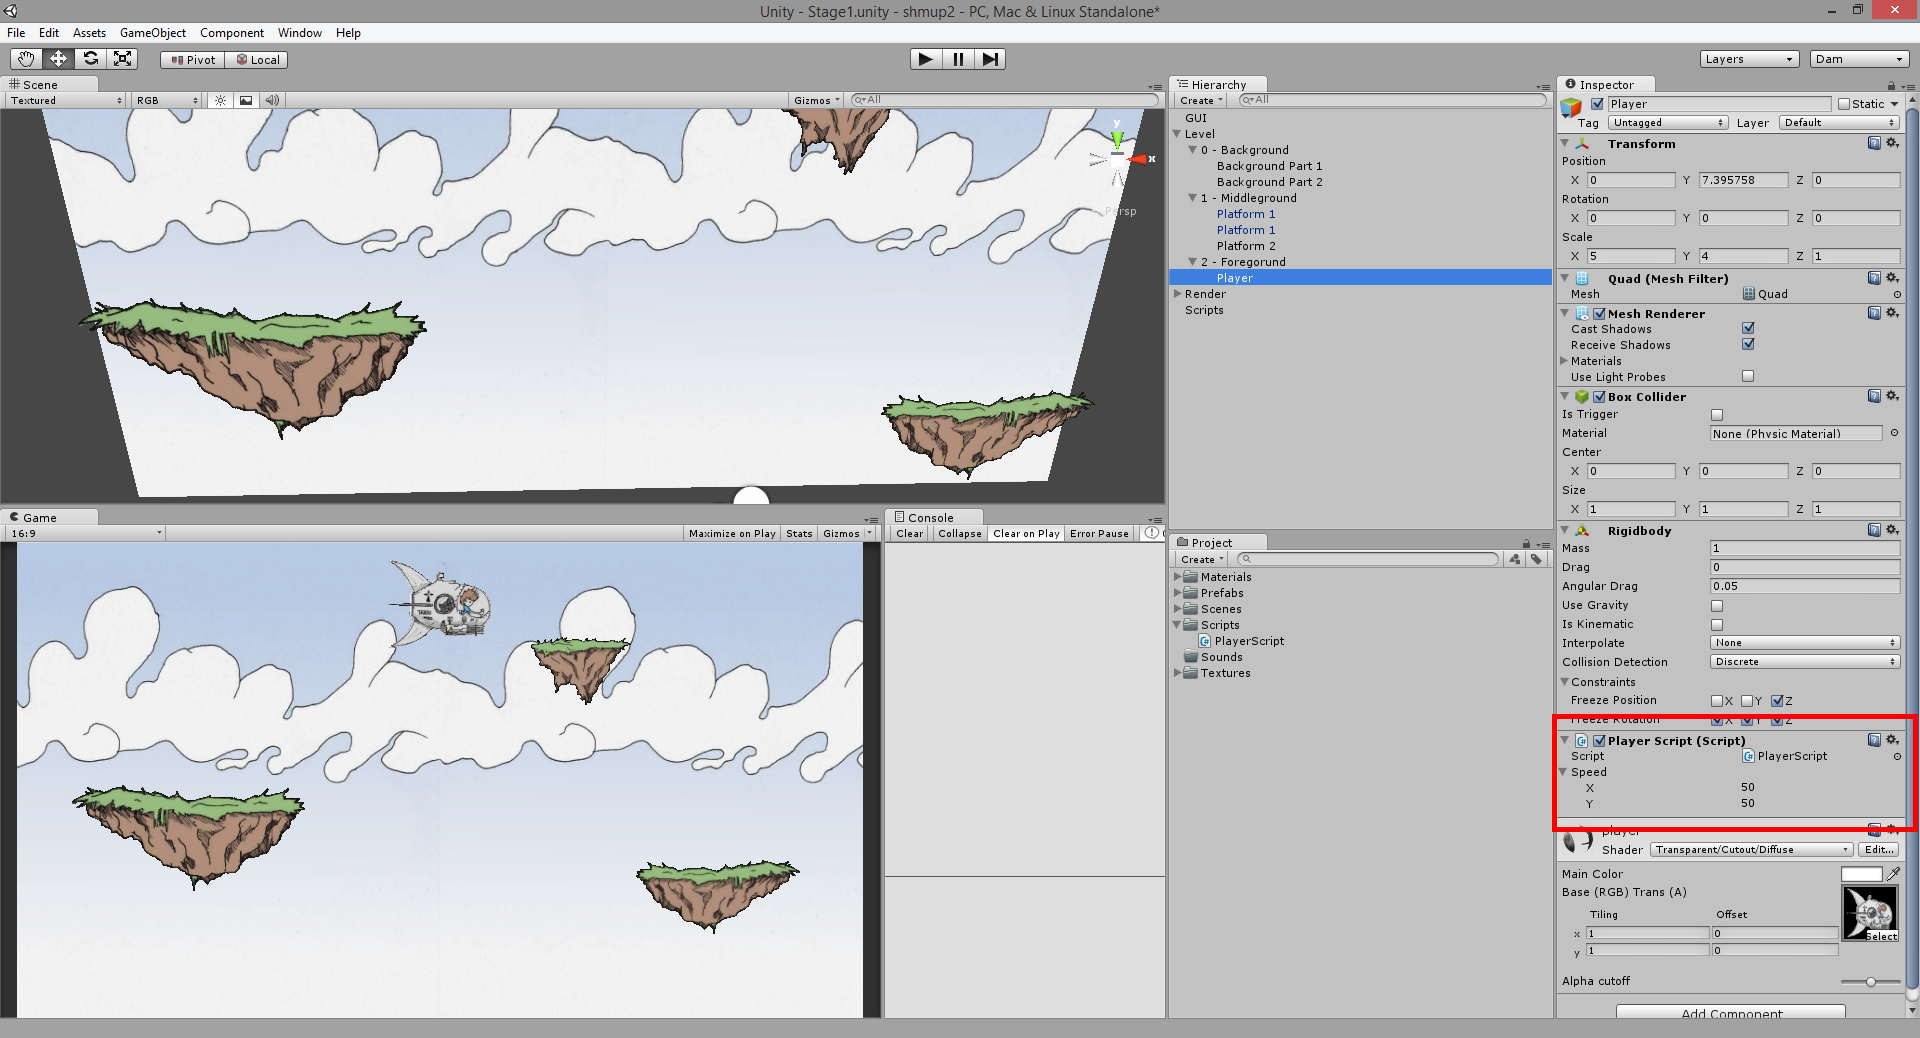 Unity - Stage1.unity - shmup2 - PC, Mac & Linux Standalone*
File Edit Assets GameObject Component Window Help
Pivot Local Layers Dam
Scene
Textured RGB Gizmos All
y
x
Persp
Game
16:9 Maximize on Play Stats Gizmos
Console
Clear Collapse Clear on Play Error Pause
Hierarchy
Create All
GUI
Level
0 - Background
Background Part 1
Background Part 2
1 - Middleground
Platform 1
Platform 1
Platform 2
2 - Foregorund
Player
Render
Scripts
Project
Create
Materials
Prefabs
Scenes
Scripts
PlayerScript
Sounds
Textures
Inspector
Player Static
Tag Untagged Layer Default
Transform
Position
X 0 Y 7.395758 Z 0
Rotation
X 0 Y 0 Z 0
Scale
X 5 Y 4 Z 1
Quad (Mesh Filter)
Mesh Quad
Mesh Renderer
Cast Shadows
Receive Shadows
Materials
Use Light Probes
Box Collider
Is Trigger
Material None (Physic Material)
Center
X 0 Y 0 Z 0
Size
X 1 Y 1 Z 1
Rigidbody
Mass 1
Drag 0
Angular Drag 0.05
Use Gravity
Is Kinematic
Interpolate None
Collision Detection Discrete
Constraints
Freeze Position X Y Z
Freeze Rotation X Y Z
Player Script (Script)
Script PlayerScript
Speed
X 50
Y 50
player
Shader Transparent/Cutout/Diffuse Edit...
Main Color
Base (RGB) Trans (A)
Tiling Offset
x 1 0
y 1 0
Select
Alpha cutoff
Add Component